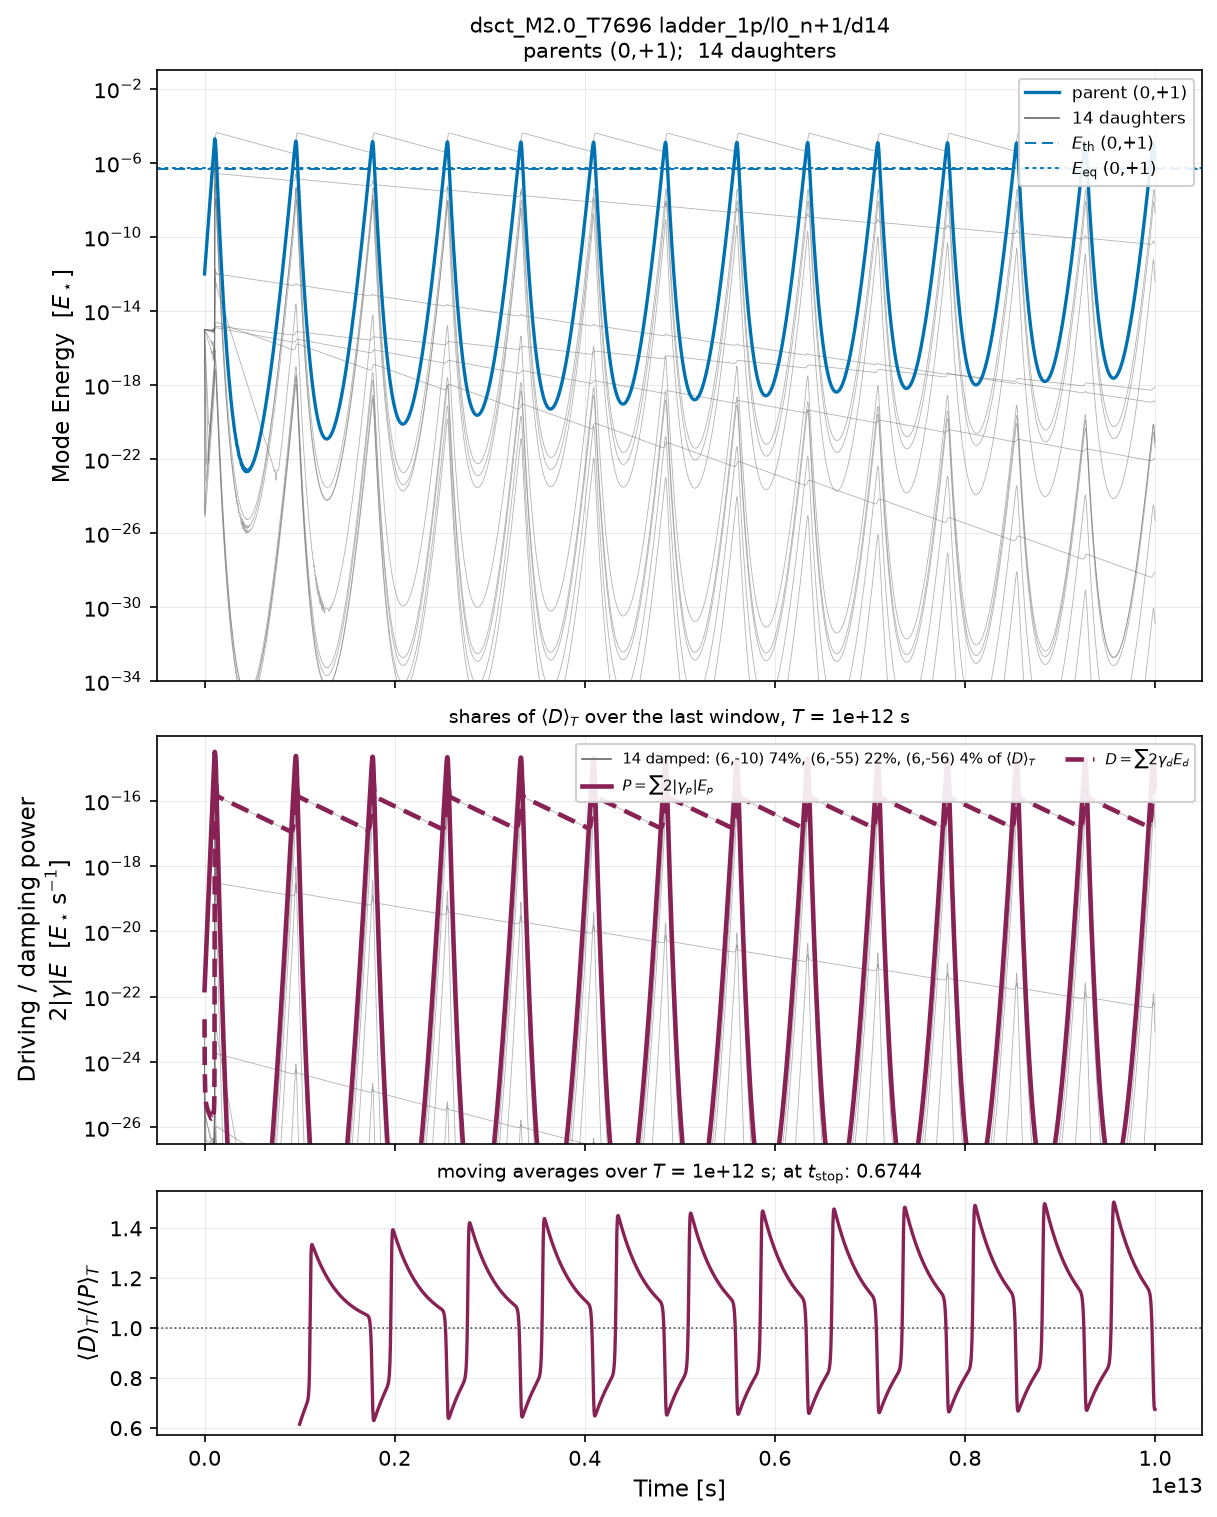 dsct_M2.0_T7696 ladder_1p/l0_n+1/d14
parents (0,+1);  14 daughters
10⁻²
10⁻⁶
10⁻¹⁰
10⁻¹⁴
10⁻¹⁸
10⁻²²
10⁻²⁶
10⁻³⁰
10⁻³⁴
Mode Energy  [E⋆]
parent (0,+1)
14 daughters
E_th (0,+1)
E_eq (0,+1)
shares of ⟨D⟩_T over the last window, T = 1e+12 s
10⁻¹⁶
10⁻¹⁸
10⁻²⁰
10⁻²²
10⁻²⁴
10⁻²⁶
Driving / damping power
2|γ|E  [E⋆ s⁻¹]
14 damped: (6,-10) 74%, (6,-55) 22%, (6,-56) 4% of ⟨D⟩_T
P = ∑2|γ_p|E_p
D = ∑2γ_dE_d
moving averages over T = 1e+12 s; at t_stop: 0.6744
1.4
1.2
1.0
0.8
0.6
⟨D⟩_T/⟨P⟩_T
0.0 0.2 0.4 0.6 0.8 1.0
1e13
Time [s]